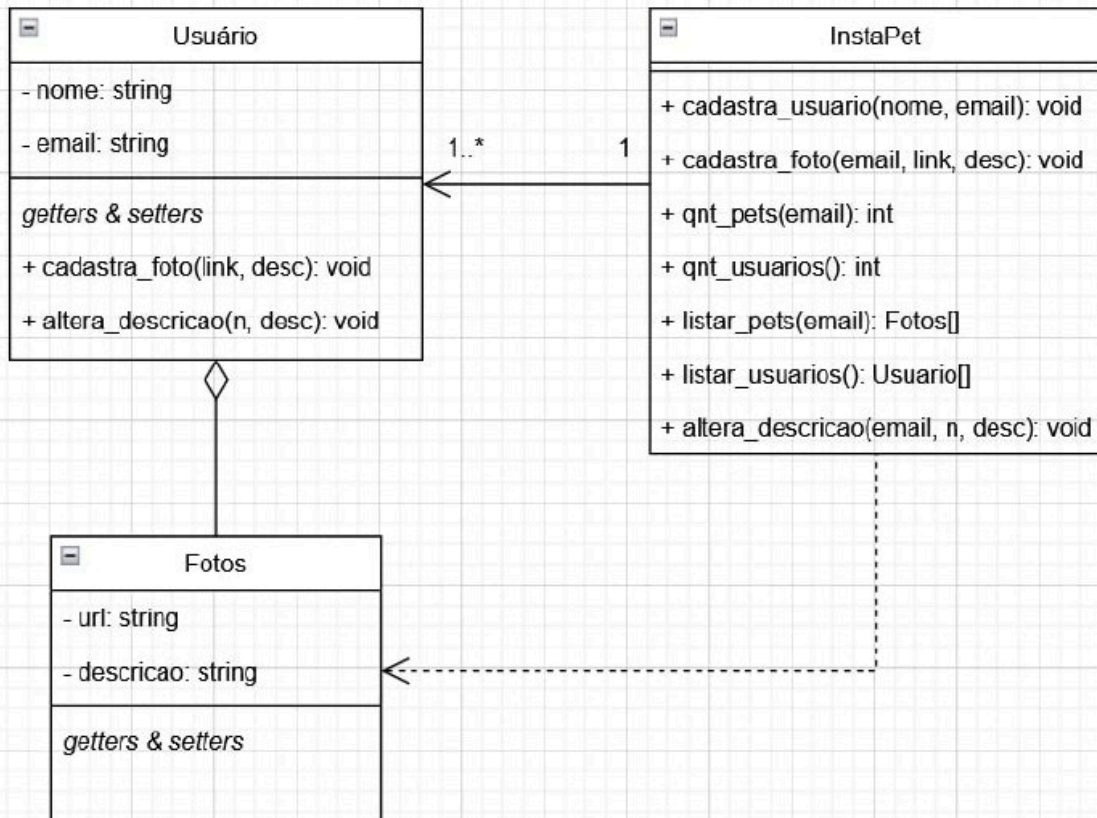 Usuário
- nome: string
- email: string
getters & setters
+ cadastra_foto(link, desc): void
+ altera_descricao(n, desc): void
1..*
1
InstaPet
+ cadastra_usuario(nome, email): void
+ cadastra_foto(email, link, desc): void
+ qnt_pets(email): int
+ qnt_usuarios(): int
+ listar_pets(email): Fotos[]
+ listar_usuarios(): Usuario[]
+ altera_descricao(email, n, desc): void
Fotos
- url: string
- descricao: string
getters & setters